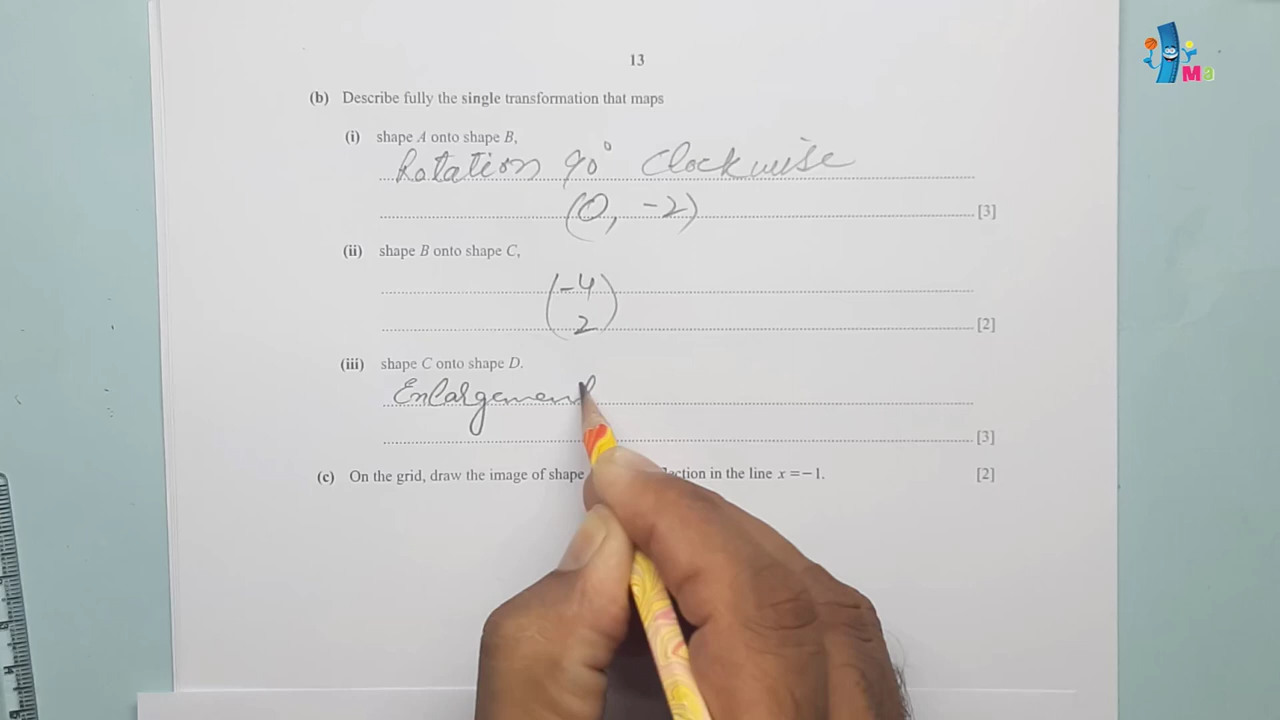 13
(b) Describe fully the single transformation that maps
(i) shape A onto shape B,
Rotation 90° Clockwise
(0, -2) [3]
(ii) shape B onto shape C,
(-4
2) [2]
(iii) shape C onto shape D.
Enlargement
[3]
(c) On the grid, draw the image of shape in the line x = −1. [2]
M